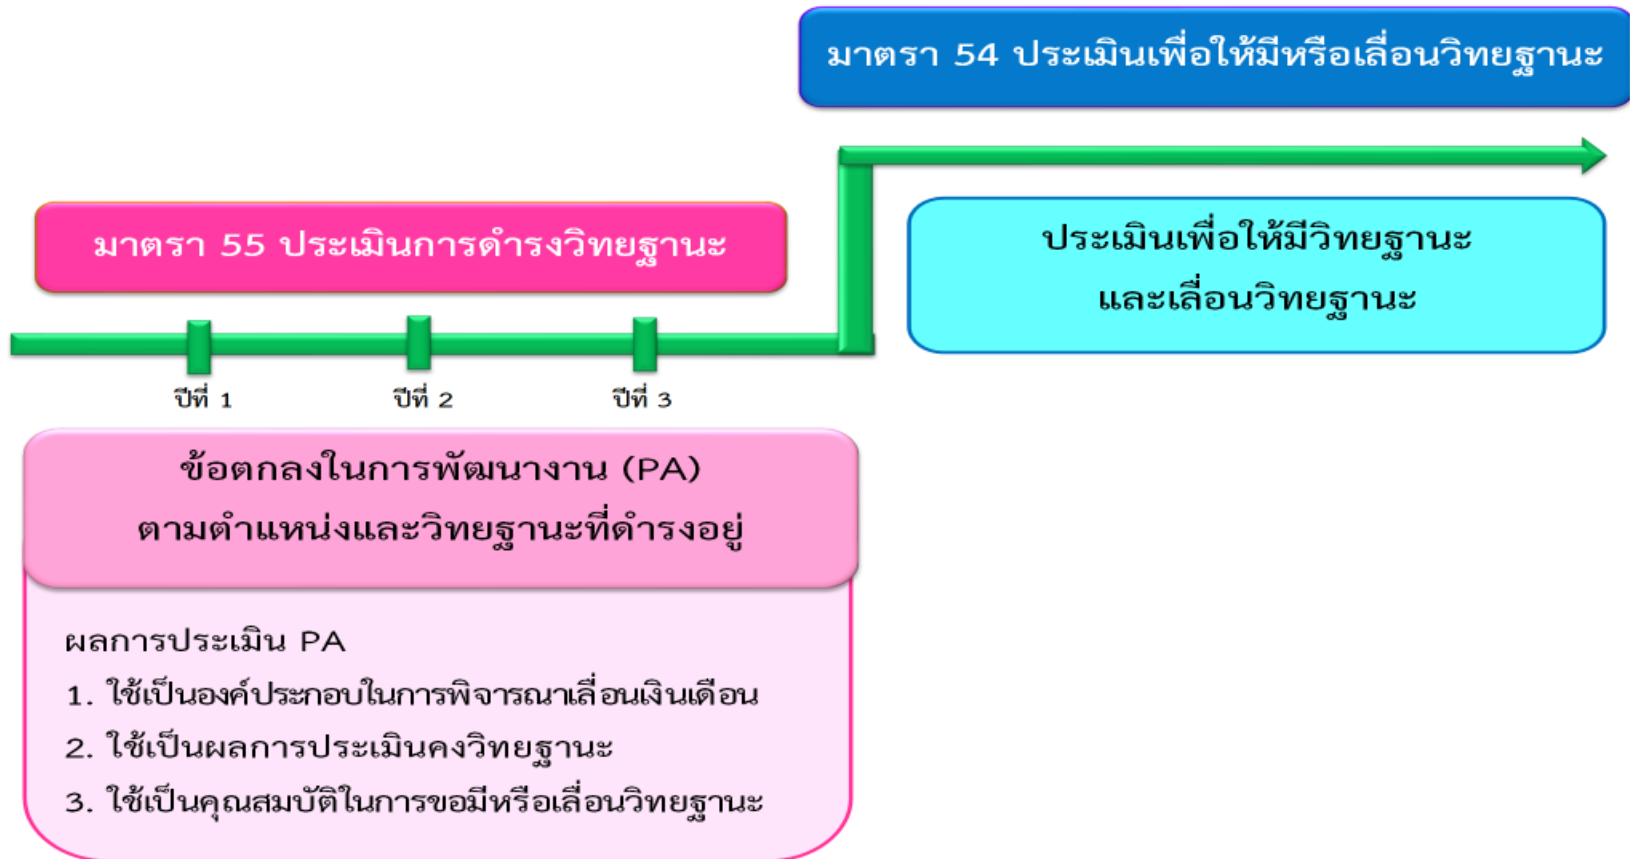 มาตรา 54 ประเมินเพื่อให้มีหรือเลื่อนวิทยฐานะ
มาตรา 55 ประเมินการดำรงวิทยฐานะ
ประเมินเพื่อให้มีวิทยฐานะ
และเลื่อนวิทยฐานะ
ปีที่ 1
ปีที่ 2
ปีที่ 3
ข้อตกลงในการพัฒนางาน (PA)
ตามตำแหน่งและวิทยฐานะที่ดำรงอยู่
ผลการประเมิน PA
1. ใช้เป็นองค์ประกอบในการพิจารณาเลื่อนเงินเดือน
2. ใช้เป็นผลการประเมินคงวิทยฐานะ
3. ใช้เป็นคุณสมบัติในการขอมีหรือเลื่อนวิทยฐานะ